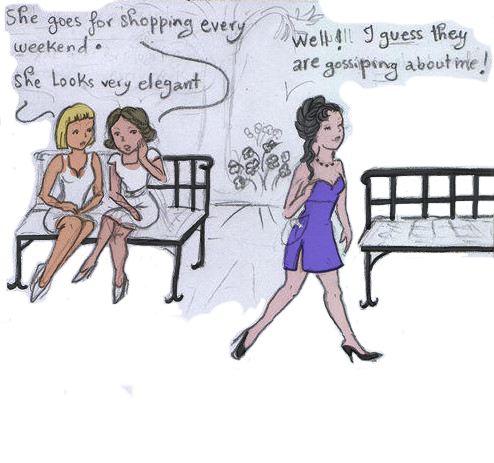 She goes for shopping every
weekend.
She Looks very elegant
Well!! I guess they
are gossiping about me!